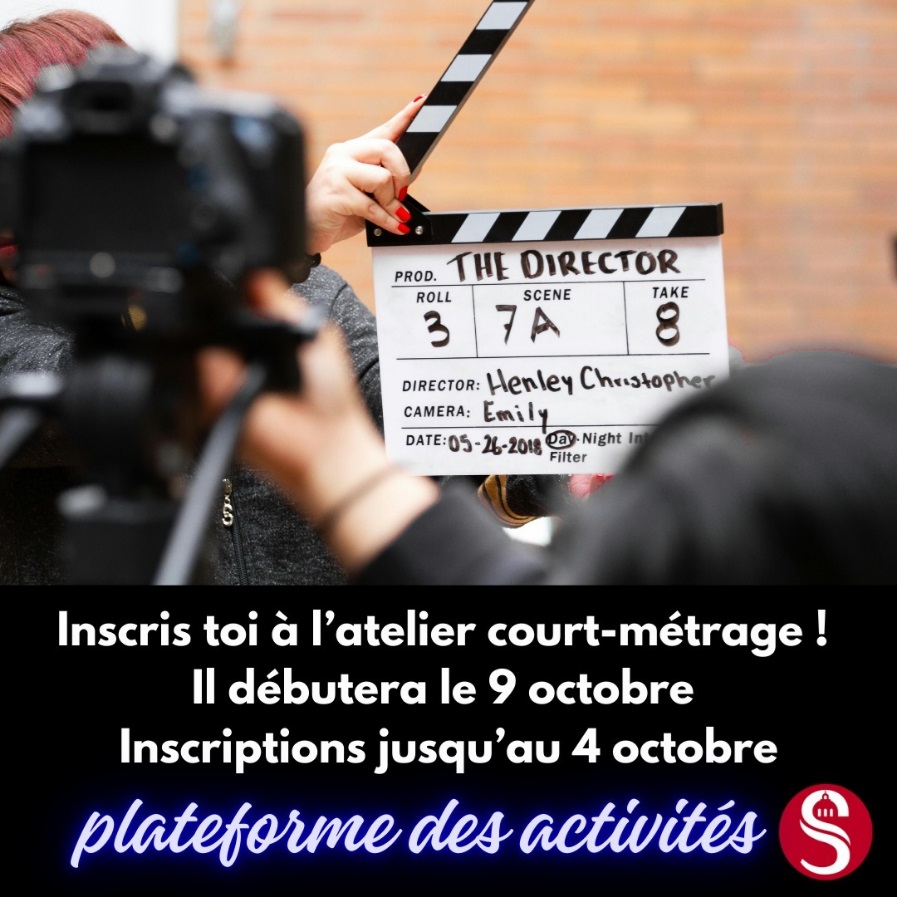 PROD. THE DIRECTOR
ROLL SCENE TAKE
3 7A 8
DIRECTOR: Henley Christopher
CAMERA: Emily
DATE: 05-26-2018 Day Night
Filter
Inscris toi à l’atelier court-métrage !
Il débutera le 9 octobre
Inscriptions jusqu’au 4 octobre
plateforme des activités
S